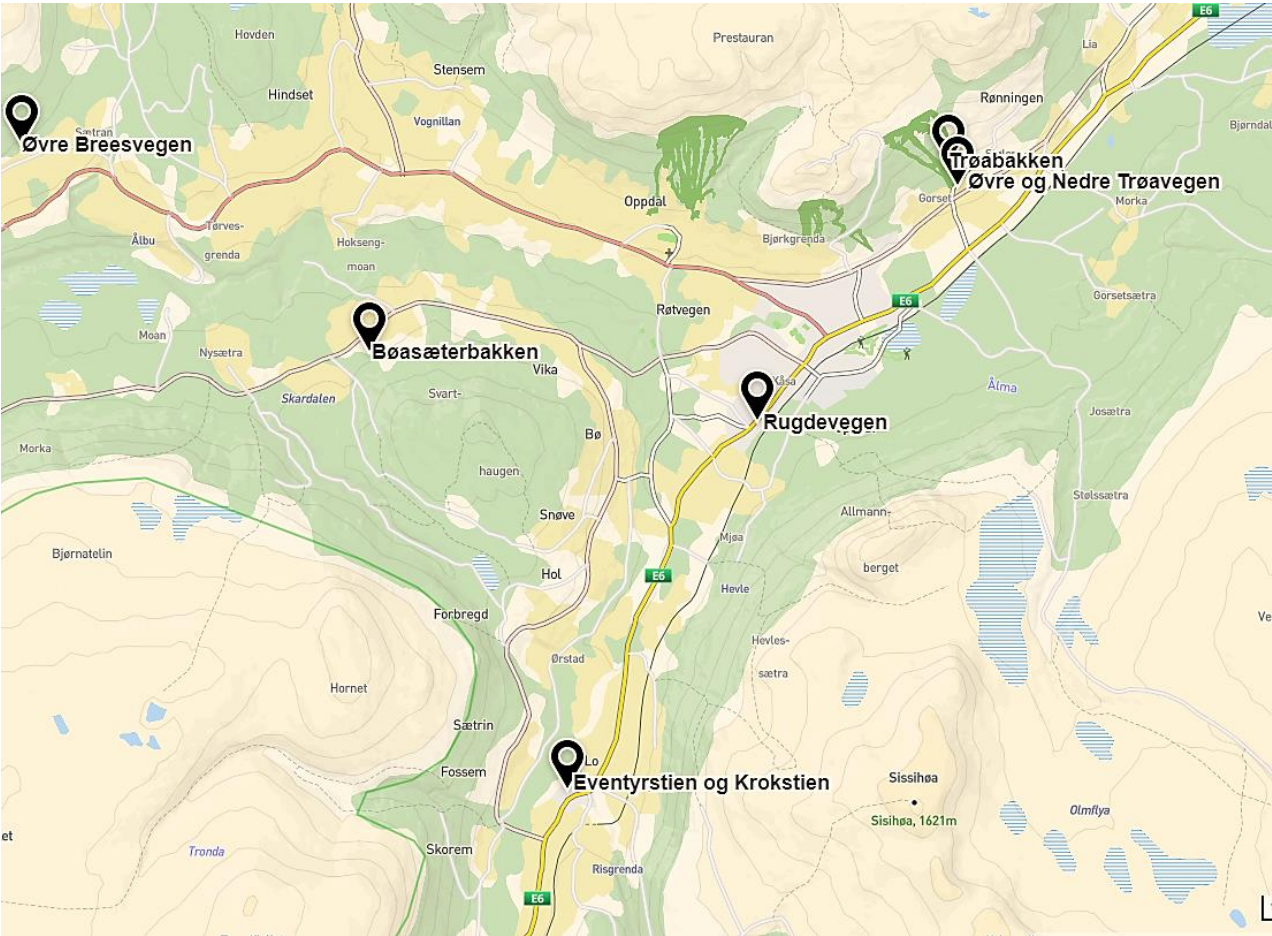 E6
Hovden
Prestauran
Lia
Stensem
Hindset
Rønningen
Vognillan
Bjørndal
Sætran
Øvre Breesvegen
Trøabakken
Øvre og Nedre Trøavegen
Gorset
Oppdal
Morka
Tørves-
grenda
Ålbu
Hokseng-
moan
Bjørkgrenda
Gorsetsætra
E6
Røtvegen
Moan
Nysætra
Bøasæterbakken
Vika
Kåsa
Ålma
Skardalen
Svart-
haugen
Josætra
Rugdevegen
Bø
Morka
Stølssætra
Snøve
Allmann-
berget
Mjøa
Bjørnatelin
Hol
E6
Hevle
Forbregd
Ve
Hevles-
sætra
Ørstad
Hornet
Sætrin
Lo
Fossem
Eventyrstien og Krokstien
Sissihøa
Sisihøa, 1621m
Olmflya
et
Tronda
Skorem
Risgrenda
E6